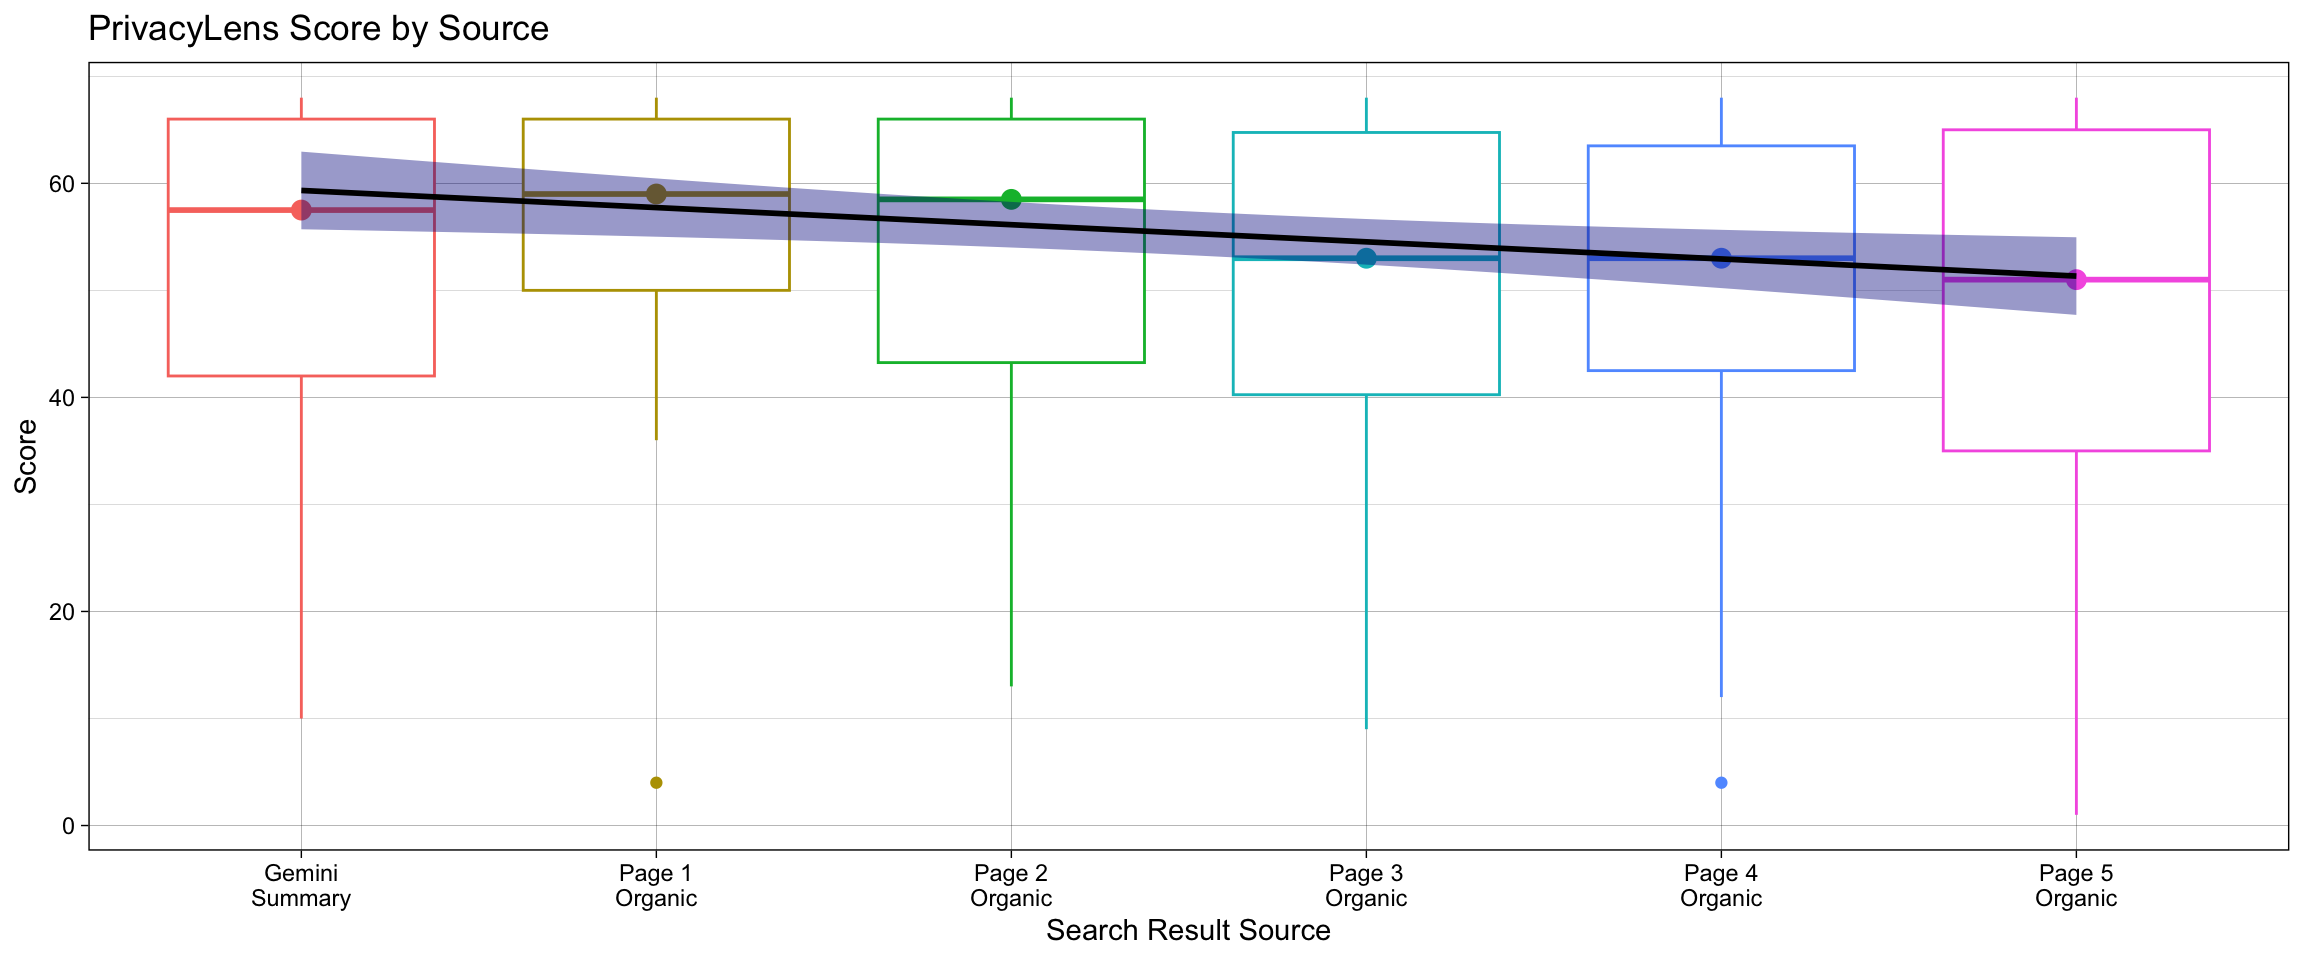 PrivacyLens Score by Source
Score
60
40
20
0
Gemini
Summary
Page 1
Organic
Page 2
Organic
Page 3
Organic
Page 4
Organic
Page 5
Organic
Search Result Source